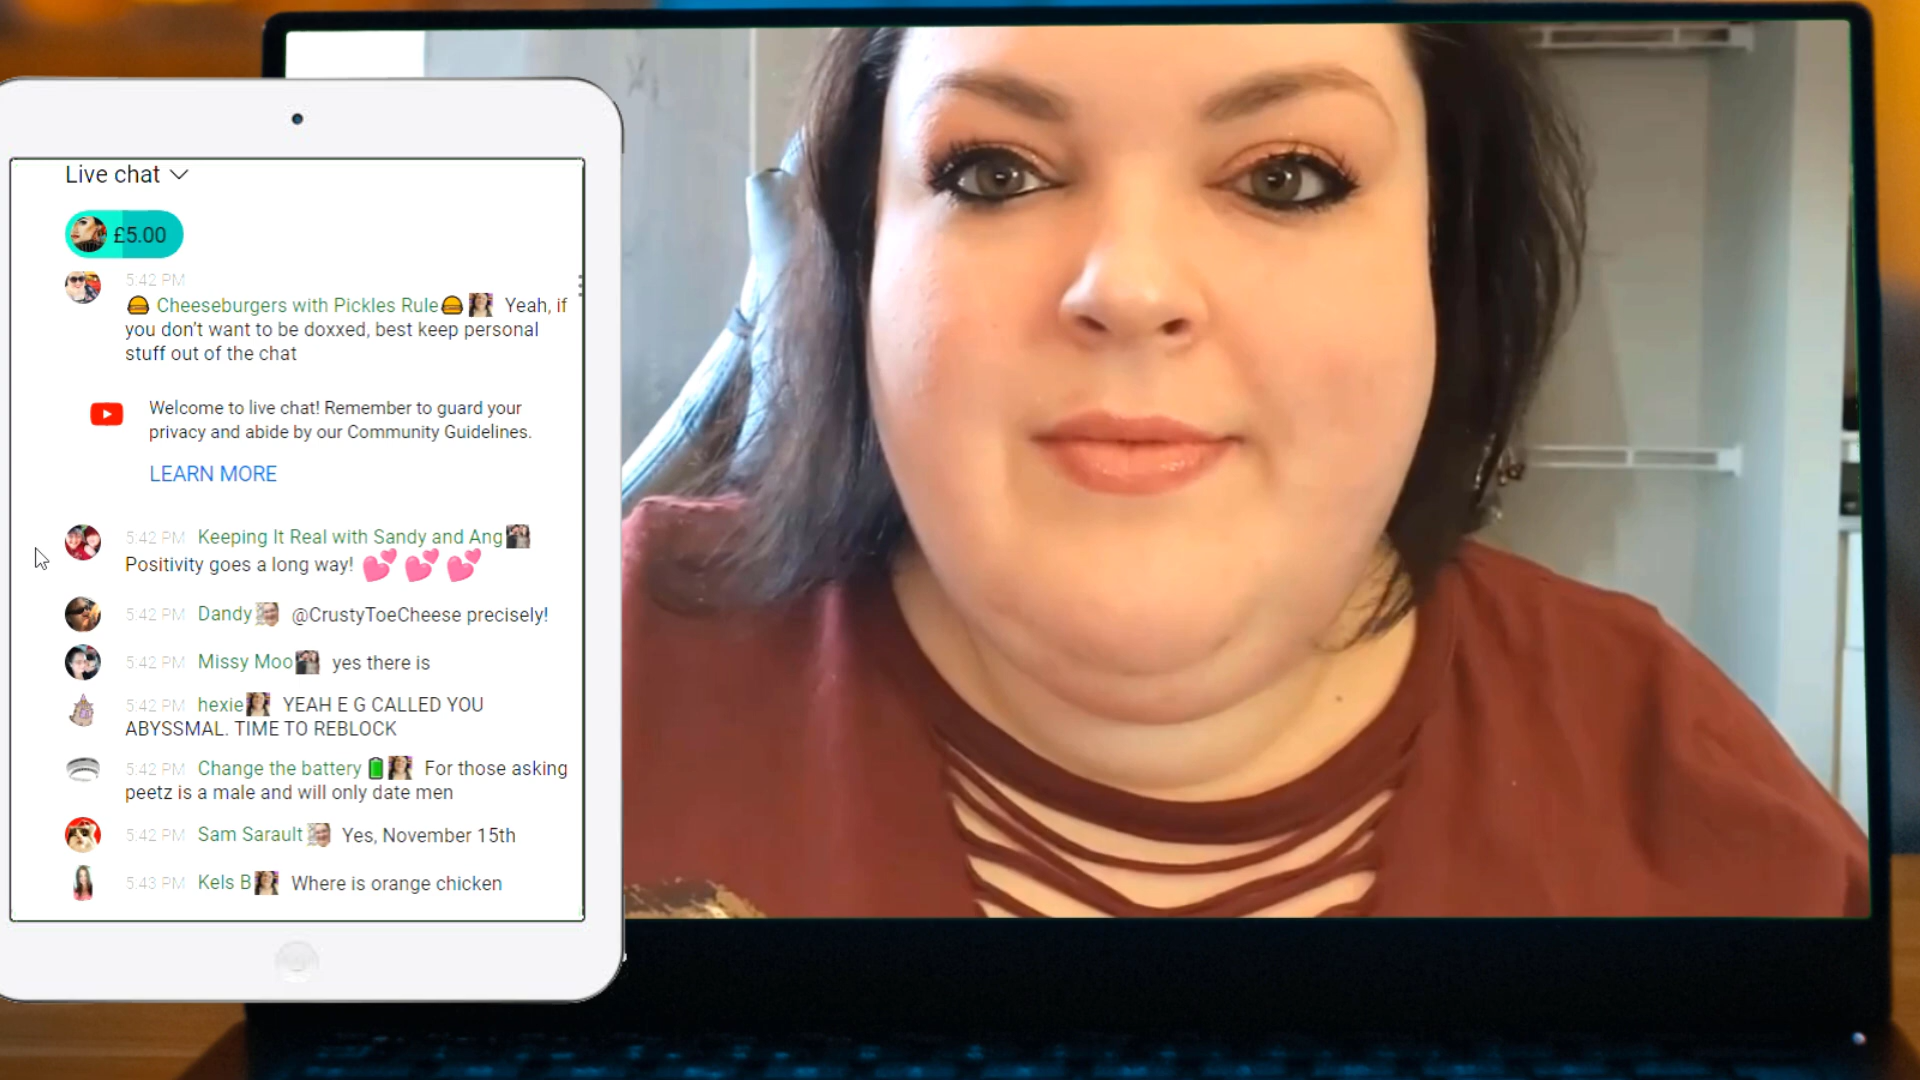 Live chat
£5.00
5:42 PM
Cheeseburgers with Pickles Rule Yeah, if
you don't want to be doxxed, best keep personal
stuff out of the chat
Welcome to live chat! Remember to guard your
privacy and abide by our Community Guidelines.
LEARN MORE
5:42 PM Keeping It Real with Sandy and Ang
Positivity goes a long way! 💕 💕 💕
5:42 PM Dandy @CrustyToeCheese precisely!
5:42 PM Missy Moo yes there is
5:42 PM hexie YEAH E G CALLED YOU
ABYSSMAL. TIME TO REBLOCK
5:42 PM Change the battery 🔋 For those asking
peetz is a male and will only date men
5:42 PM Sam Sarault Yes, November 15th
5:43 PM Kels B Where is orange chicken